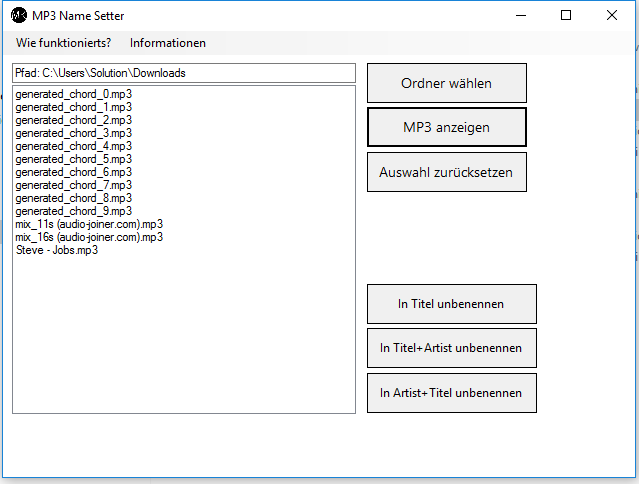 MP3 Name Setter
Wie funktionierts? Informationen
Pfad: C:\Users\Solution\Downloads
generated_chord_0.mp3
generated_chord_1.mp3
generated_chord_2.mp3
generated_chord_3.mp3
generated_chord_4.mp3
generated_chord_5.mp3
generated_chord_6.mp3
generated_chord_7.mp3
generated_chord_8.mp3
generated_chord_9.mp3
mix_11s (audio-joiner.com).mp3
mix_16s (audio-joiner.com).mp3
Steve - Jobs.mp3
Ordner wählen
MP3 anzeigen
Auswahl zurücksetzen
In Titel unbenennen
In Titel+Artist unbenennen
In Artist+Titel unbenennen